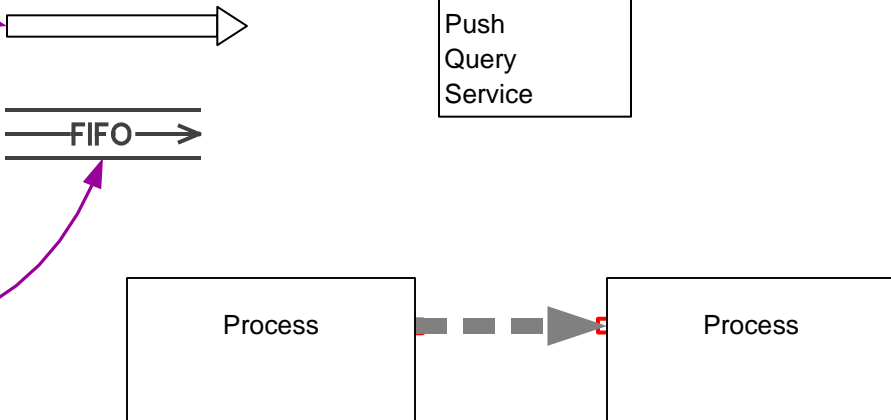 Push
Query
Service
FIFO
Process
Process